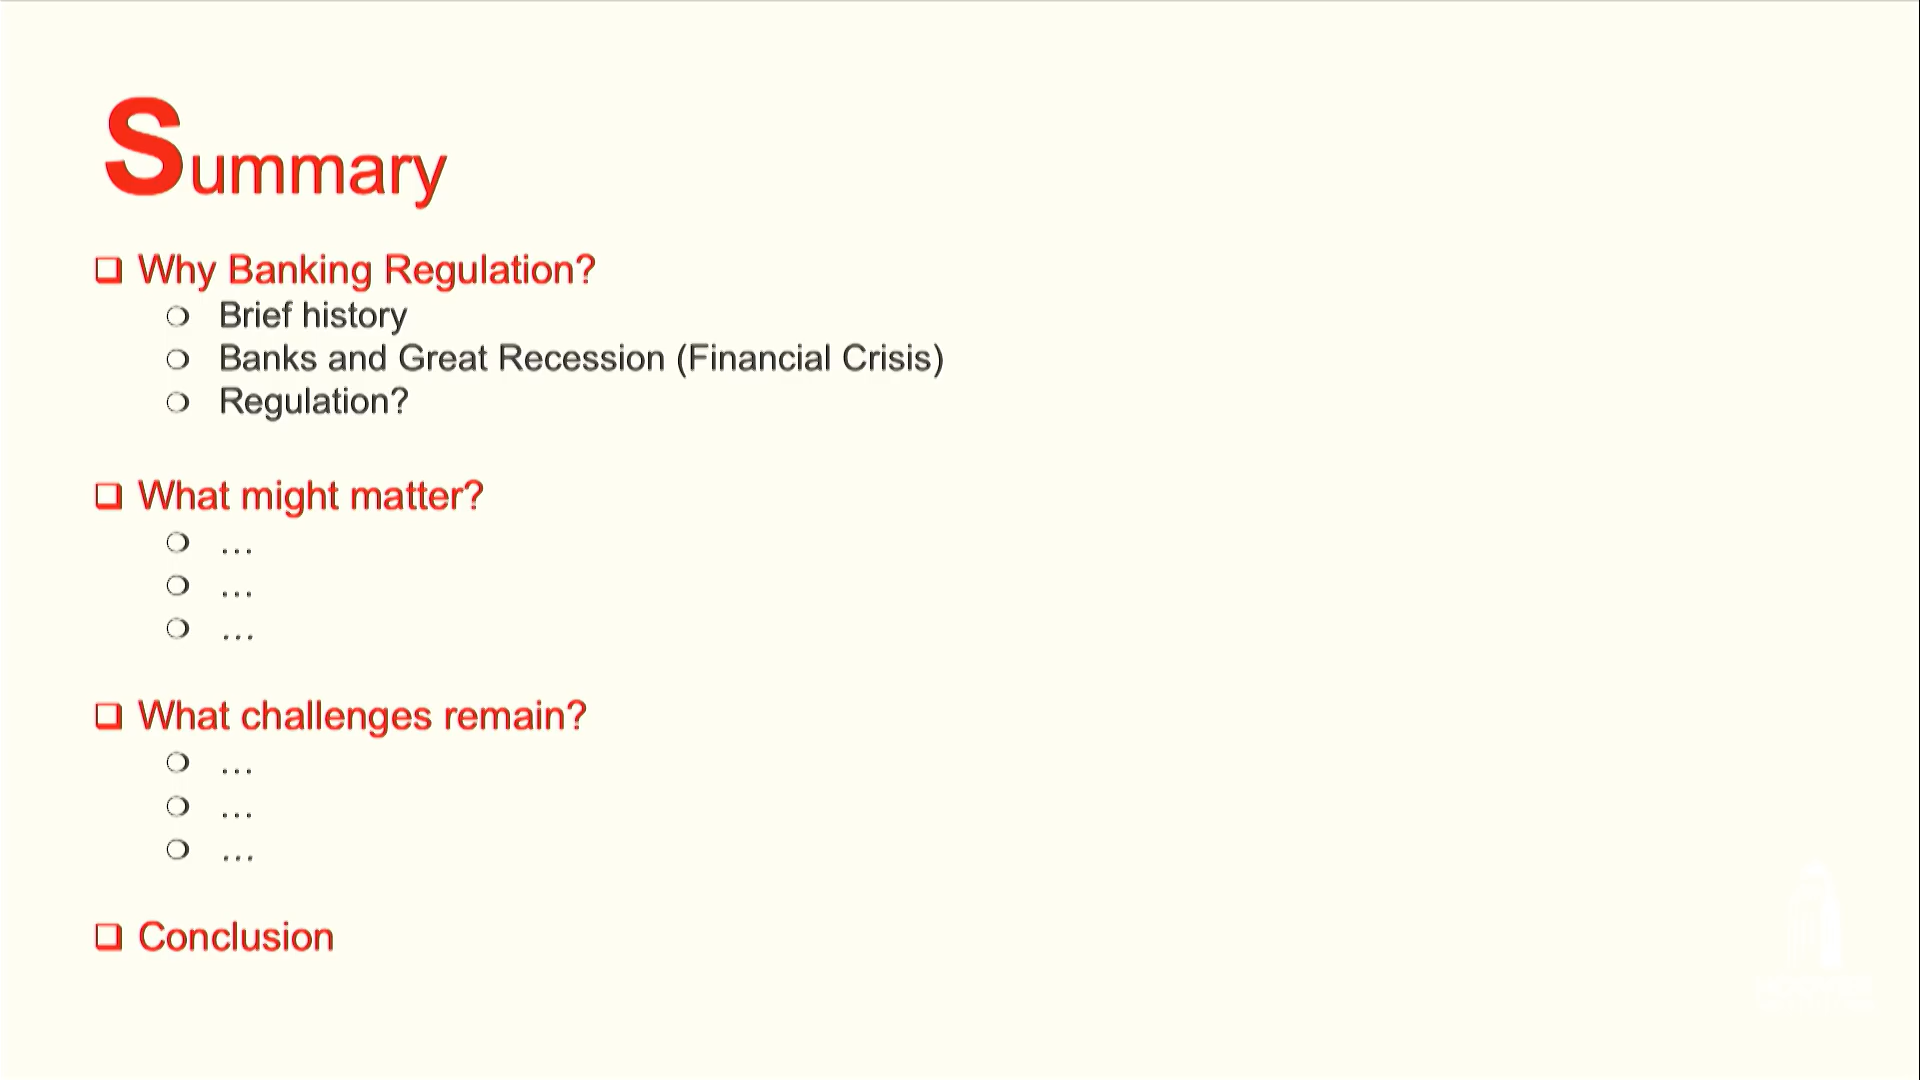 Summary
❑ Why Banking Regulation?
❍ Brief history
❍ Banks and Great Recession (Financial Crisis)
❍ Regulation?
❑ What might matter?
❍ …
❍ …
❍ …
❑ What challenges remain?
❍ …
❍ …
❍ …
❑ Conclusion